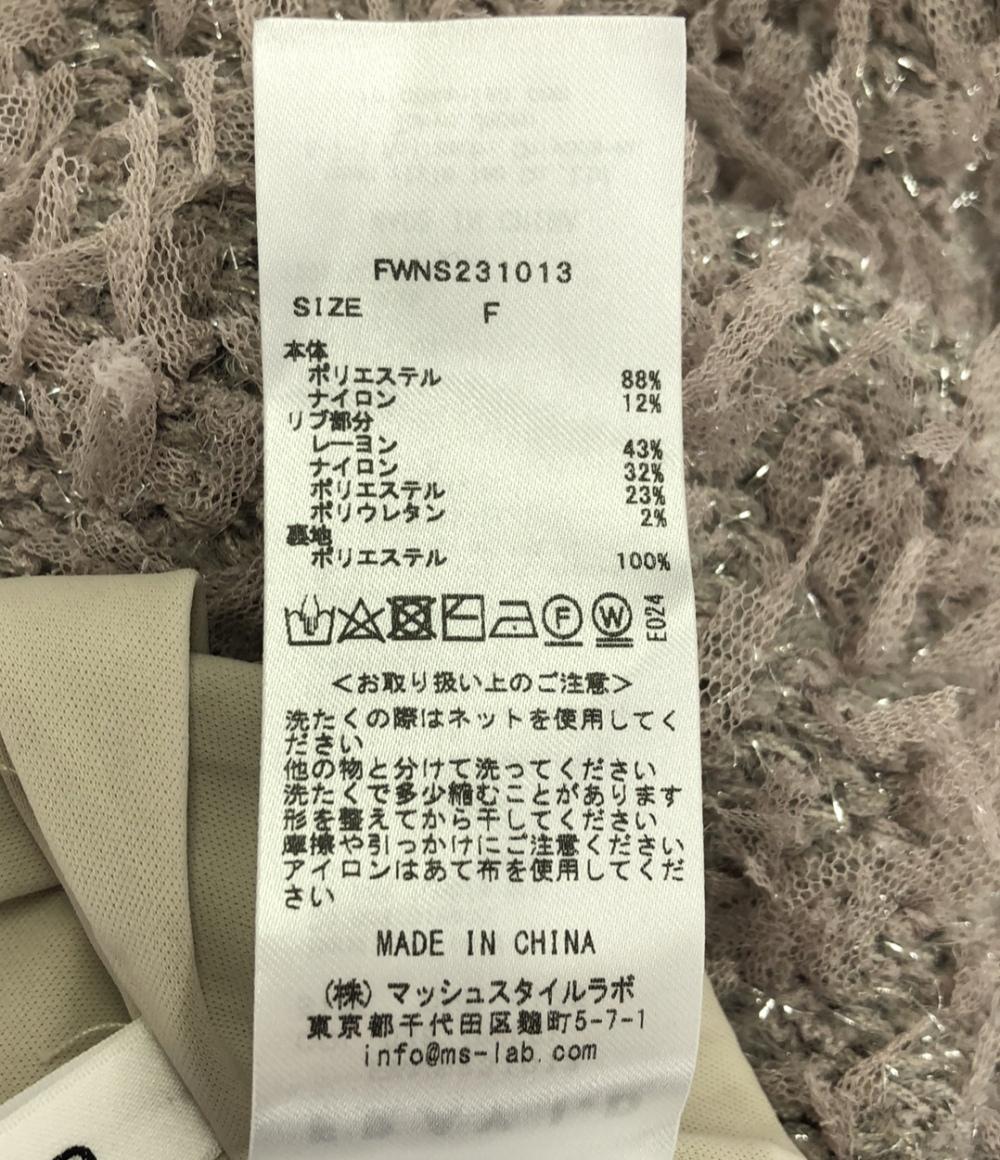 FWNS231013
SIZE F
本体
ポリエステル 88%
ナイロン 12%
リブ部分
レーヨン 43%
ナイロン 32%
ポリエステル 23%
ポリウレタン 2%
裏地
ポリエステル 100%
F W E024
<お取り扱い上のご注意>
洗たくの際はネットを使用してく
ださい
他の物と分けて洗ってください
洗たくで多少縮むことがあります
形を整えてから干してください
摩擦や引っかけにご注意ください
アイロンはあて布を使用してくだ
さい
MADE IN CHINA
(株)マッシュスタイルラボ
東京都千代田区麹町5-7-1
info@ms-lab.com